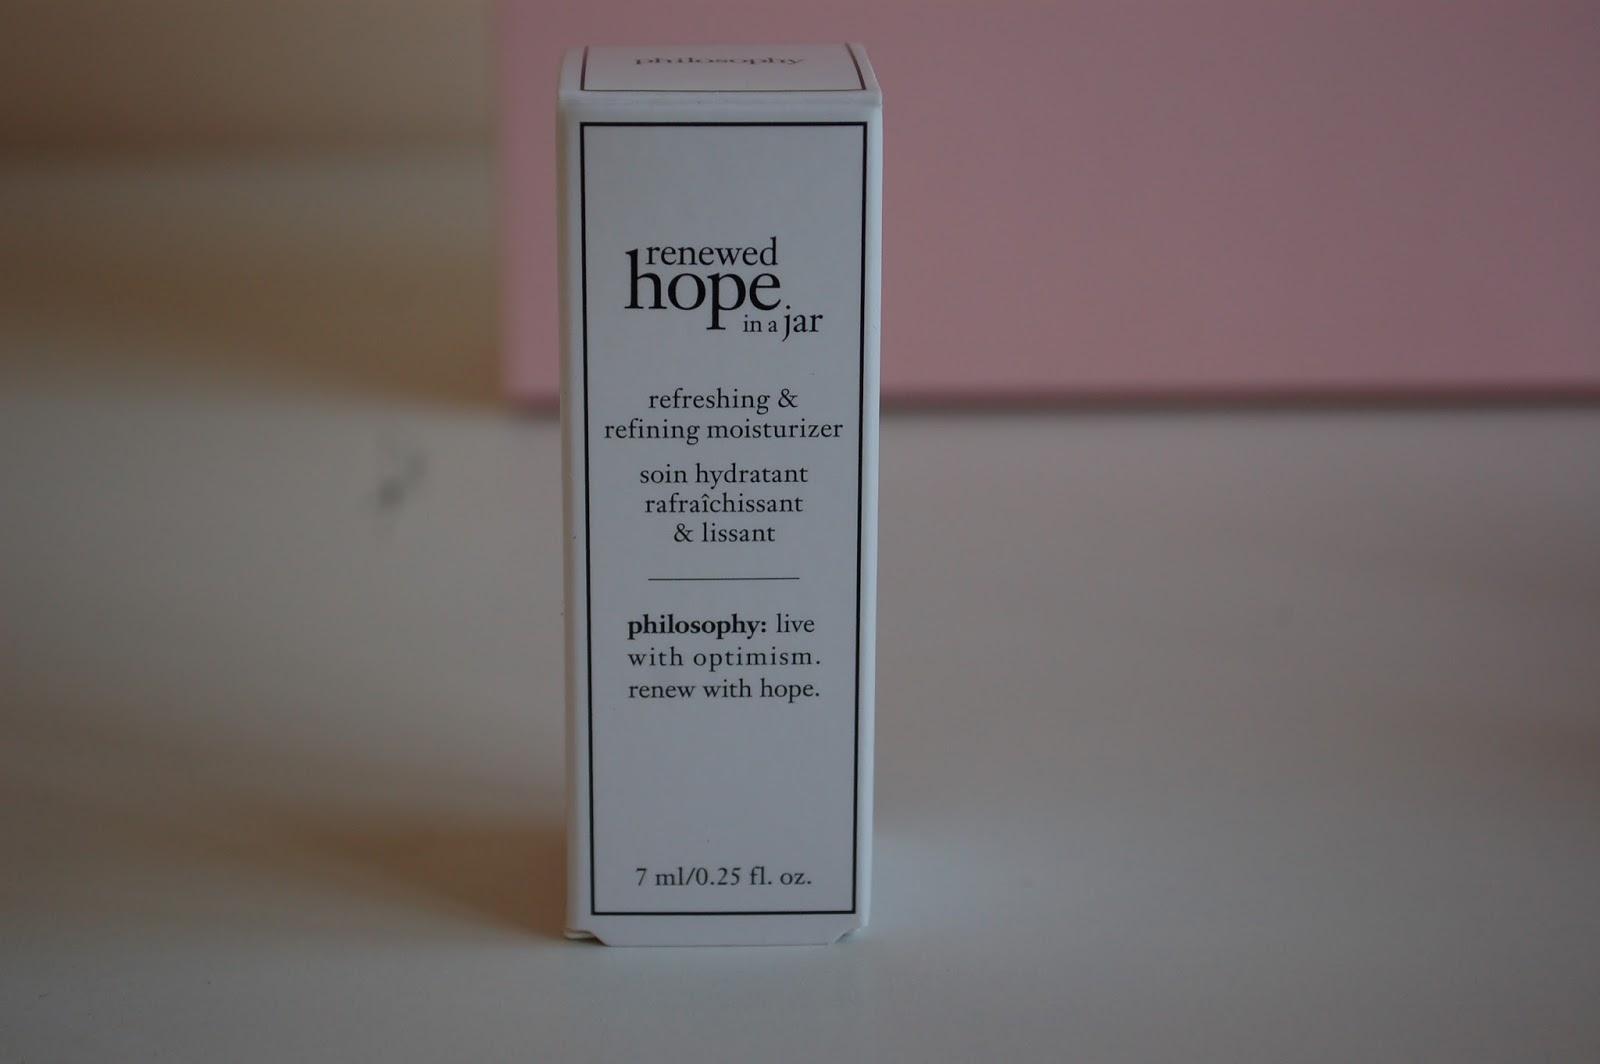 philosophy
renewed
hope
in a jar
refreshing &
refining moisturizer
soin hydratant
rafraîchissant
& lissant
philosophy: live
with optimism.
renew with hope.
7 ml/0.25 fl. oz.